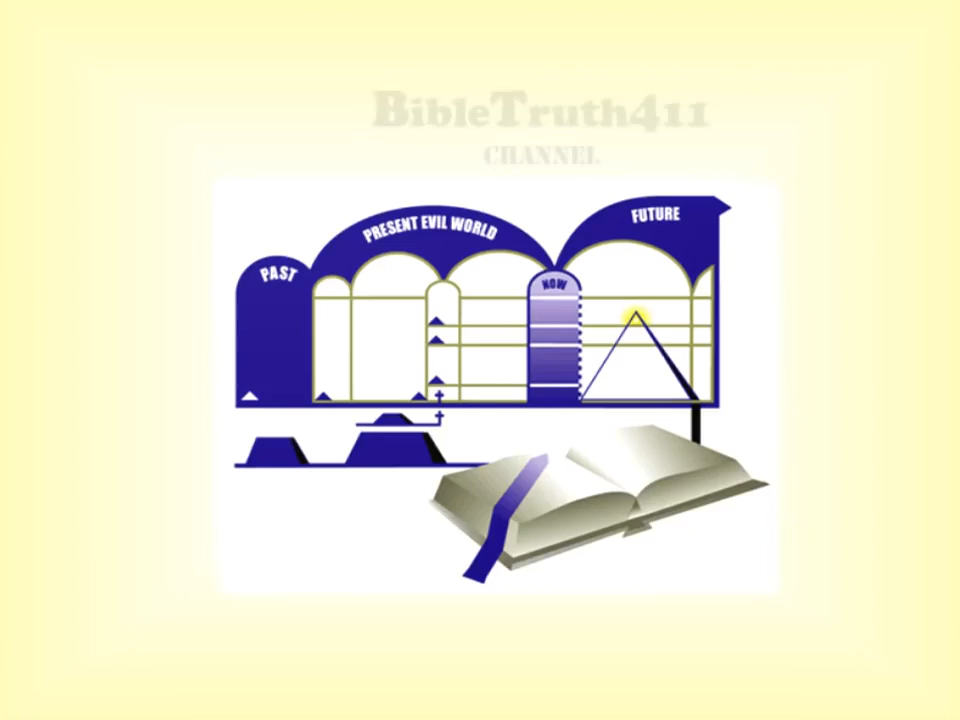 BibleTruth411
CHANNEL
PAST
PRESENT EVIL WORLD
FUTURE
NOW